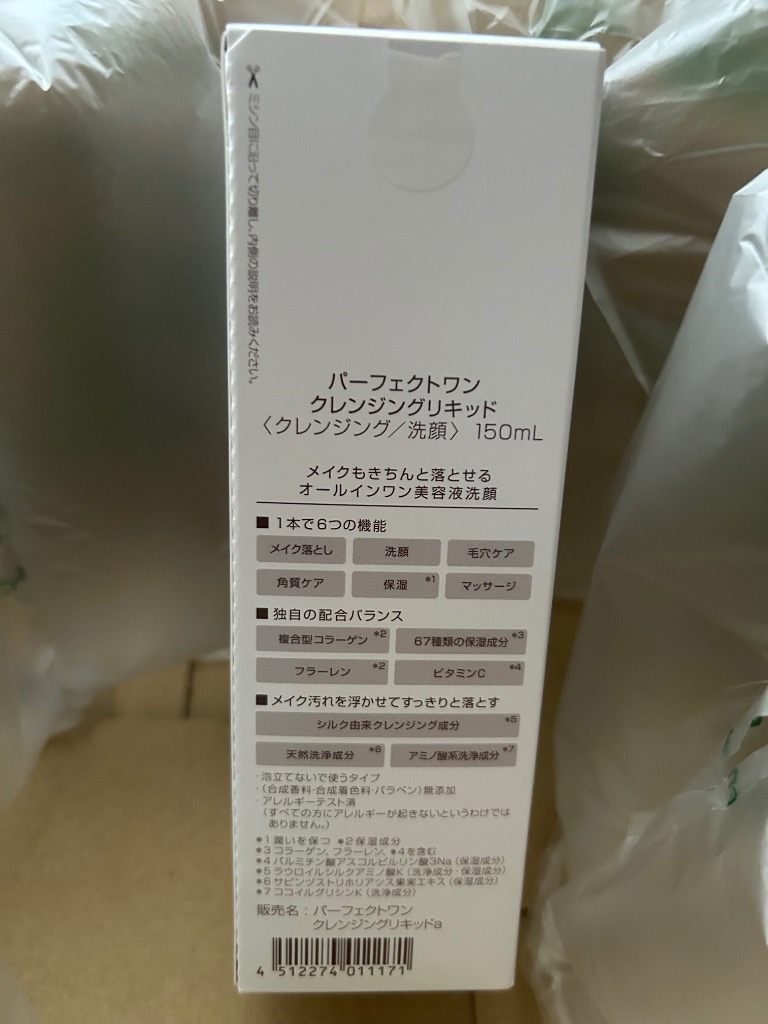 ✂ ミシン目に沿って切り離し、内側の説明をお読みください。
パーフェクトワン
クレンジングリキッド
〈クレンジング／洗顔〉 150mL
メイクもきちんと落とせる
オールインワン美容液洗顔
■ 1本で6つの機能
メイク落とし 洗顔 毛穴ケア
角質ケア 保湿*1 マッサージ
■ 独自の配合バランス
複合型コラーゲン*2 67種類の保湿成分*3
フラーレン*2 ビタミンC*4
■ メイク汚れを浮かせてすっきりと落とす
シルク由来クレンジング成分*5
天然洗浄成分*6 アミノ酸系洗浄成分*7
・泡立てないで使うタイプ
・（合成香料・合成着色料・パラベン）無添加
・アレルギーテスト済
（すべての方にアレルギーが起きないというわけでは
ありません。）
*1 潤いを保つ *2 保湿成分
*3 コラーゲン、フラーレン、*4を含む
*4 パルミチン酸アスコルビルリン酸3Na（保湿成分）
*5 ラウロイルシルクアミノ酸K（洗浄成分・保湿成分）
*6 サピンヅストリホリアツス果実エキス（保湿成分）
*7 ココイルグリシンK（洗浄成分）
販売名：パーフェクトワン
クレンジングリキッドa
4 512274 011171